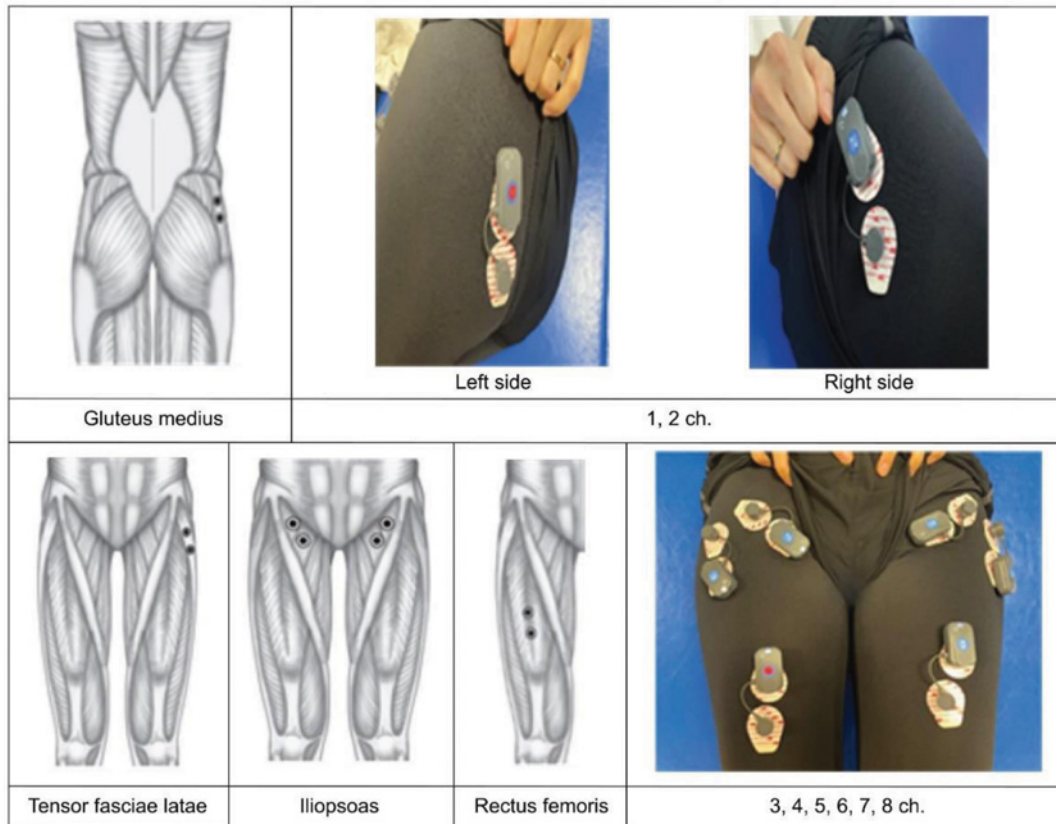 Left side
Right side
Gluteus medius
1, 2 ch.
Tensor fasciae latae
Iliopsoas
Rectus femoris
3, 4, 5, 6, 7, 8 ch.